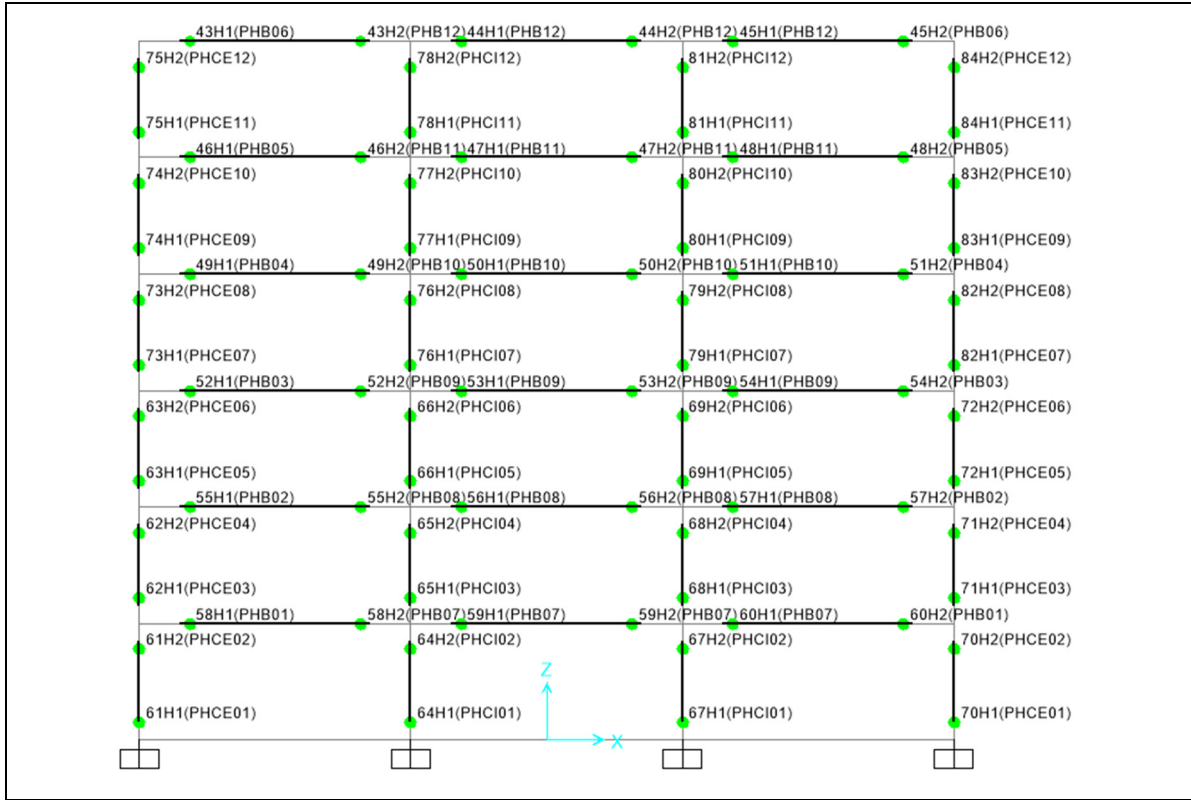 43H1(PHB06) 43H2(PHB12) 44H1(PHB12) 44H2(PHB12) 45H1(PHB12) 45H2(PHB06)
75H2(PHCE12) 78H2(PHCI12) 81H2(PHCI12) 84H2(PHCE12)
75H1(PHCE11) 78H1(PHCI11) 81H1(PHCI11) 84H1(PHCE11)
46H1(PHB05) 46H2(PHB11) 47H1(PHB11) 47H2(PHB11) 48H1(PHB11) 48H2(PHB05)
74H2(PHCE10) 77H2(PHCI10) 80H2(PHCI10) 83H2(PHCE10)
74H1(PHCE09) 77H1(PHCI09) 80H1(PHCI09) 83H1(PHCE09)
49H1(PHB04) 49H2(PHB10) 50H1(PHB10) 50H2(PHB10) 51H1(PHB10) 51H2(PHB04)
73H2(PHCE08) 76H2(PHCI08) 79H2(PHCI08) 82H2(PHCE08)
73H1(PHCE07) 76H1(PHCI07) 79H1(PHCI07) 82H1(PHCE07)
52H1(PHB03) 52H2(PHB09) 53H1(PHB09) 53H2(PHB09) 54H1(PHB09) 54H2(PHB03)
63H2(PHCE06) 66H2(PHCI06) 69H2(PHCI06) 72H2(PHCE06)
63H1(PHCE05) 66H1(PHCI05) 69H1(PHCI05) 72H1(PHCE05)
55H1(PHB02) 55H2(PHB08) 56H1(PHB08) 56H2(PHB08) 57H1(PHB08) 57H2(PHB02)
62H2(PHCE04) 65H2(PHCI04) 68H2(PHCI04) 71H2(PHCE04)
62H1(PHCE03) 65H1(PHCI03) 68H1(PHCI03) 71H1(PHCE03)
58H1(PHB01) 58H2(PHB07) 59H1(PHB07) 59H2(PHB07) 60H1(PHB07) 60H2(PHB01)
61H2(PHCE02) 64H2(PHCI02) 67H2(PHCI02) 70H2(PHCE02)
Z
61H1(PHCE01) 64H1(PHCI01) 67H1(PHCI01) 70H1(PHCE01)
X